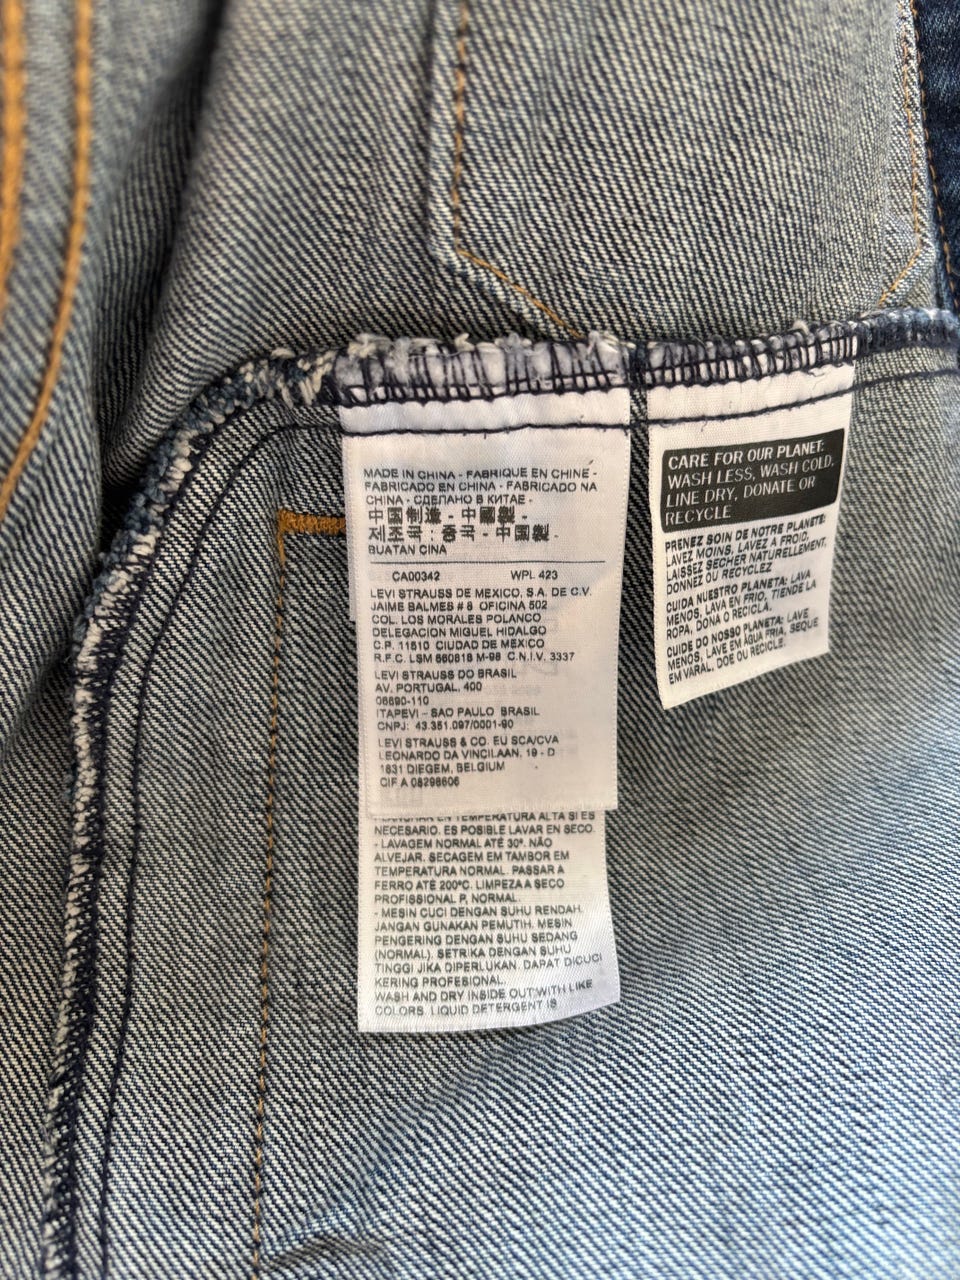 MADE IN CHINA - FABRIQUE EN CHINE -
FABRICADO EN CHINA - FABRICADO NA
CHINA - СДЕЛАНО В КИТАЕ -
中国制造 - 中國製 -
제조국 : 중국 - 中国製 -
BUATAN CINA
CA00342 WPL 423
LEVI STRAUSS DE MEXICO, S.A. DE C.V.
JAIME BALMES # 8 OFICINA 502
COL. LOS MORALES POLANCO
DELEGACION MIGUEL HIDALGO
C.P. 11510 CIUDAD DE MEXICO
R.F.C. LSM 660818 M-98 C.N.I.V. 3337
LEVI STRAUSS DO BRASIL
AV. PORTUGAL, 400
06690-110
ITAPEVI - SAO PAULO BRASIL
CNPJ: 43.351.097/0001-90
LEVI STRAUSS & CO. EU SCA/CVA
LEONARDO DA VINCILAAN, 19 - D
1831 DIEGEM, BELGIUM
CIF A 08298606
PLANCHAR EN TEMPERATURA ALTA SI ES
NECESARIO. ES POSIBLE LAVAR EN SECO.
- LAVAGEM NORMAL ATÉ 30°. NÃO
ALVEJAR. SECAGEM EM TAMBOR EM
TEMPERATURA NORMAL. PASSAR A
FERRO ATÉ 200°C. LIMPEZA A SECO
PROFISSIONAL P, NORMAL.
- MESIN CUCI DENGAN SUHU RENDAH.
JANGAN GUNAKAN PEMUTIH. MESIN
PENGERING DENGAN SUHU SEDANG
(NORMAL). SETRIKA DENGAN SUHU
TINGGI JIKA DIPERLUKAN. DAPAT DICUCI
KERING PROFESIONAL.
WASH AND DRY INSIDE OUT WITH LIKE
COLORS. LIQUID DETERGENT IS
CARE FOR OUR PLANET:
WASH LESS, WASH COLD,
LINE DRY, DONATE OR
RECYCLE
PRENEZ SOIN DE NOTRE PLANETE:
LAVEZ MOINS, LAVEZ A FROID,
LAISSEZ SECHER NATURELLEMENT,
DONNEZ OU RECYCLEZ
CUIDA NUESTRO PLANETA: LAVA
MENOS, LAVA EN FRIO, TIENDE LA
ROPA, DONA O RECICLA.
CUIDE DO NOSSO PLANETA: LAVE
MENOS, LAVE EM ÁGUA FRIA, SEQUE
EM VARAL, DOE OU RECICLE.